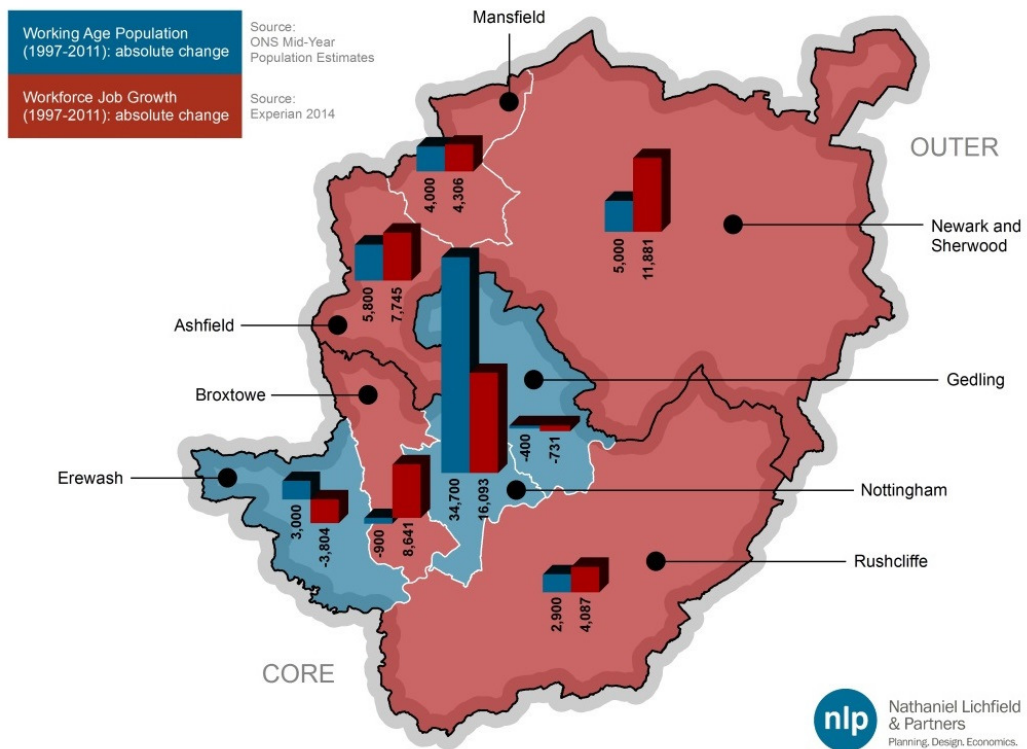 Working Age Population
(1997-2011): absolute change
Source:
ONS Mid-Year
Population Estimates
Workforce Job Growth
(1997-2011): absolute change
Source:
Experian 2014
Mansfield
OUTER
4,000
4,306
5,000
11,881
Newark and
Sherwood
5,800
7,745
Ashfield
Gedling
Broxtowe
-400
-731
Erewash
34,700
16,093
Nottingham
3,000
-3,804
-900
8,641
Rushcliffe
2,900
4,087
CORE
nlp
Nathaniel Lichfield
& Partners
Planning. Design. Economics.